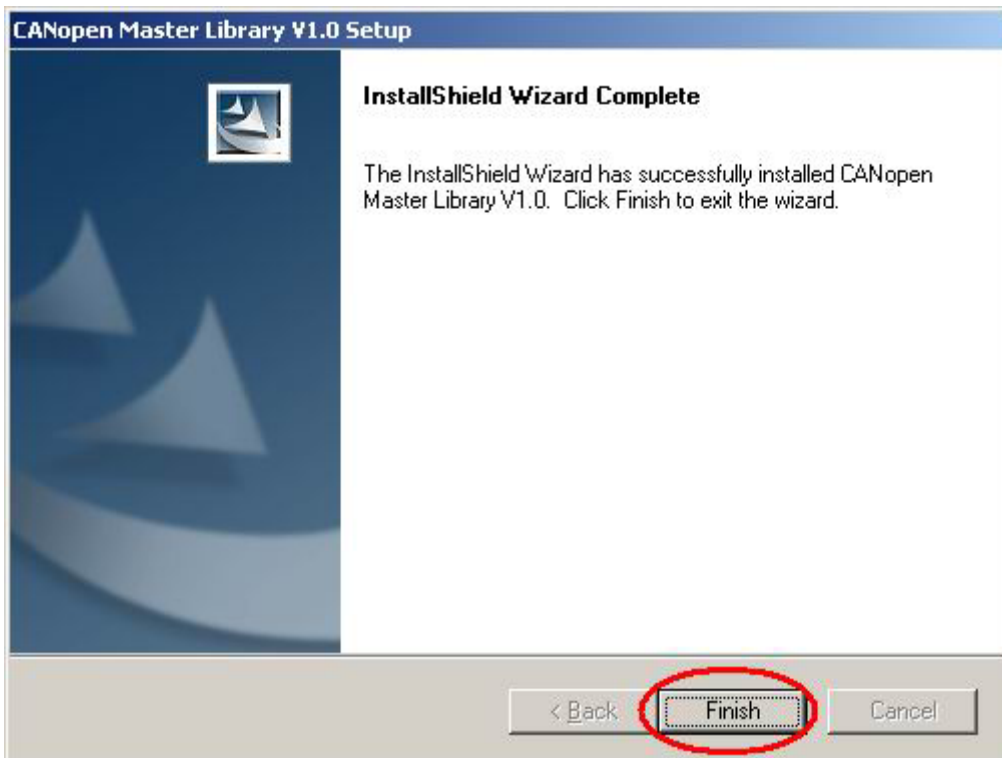 CANopen Master Library V1.0 Setup
InstallShield Wizard Complete
The InstallShield Wizard has successfully installed CANopen
Master Library V1.0. Click Finish to exit the wizard.
< Back Finish Cancel